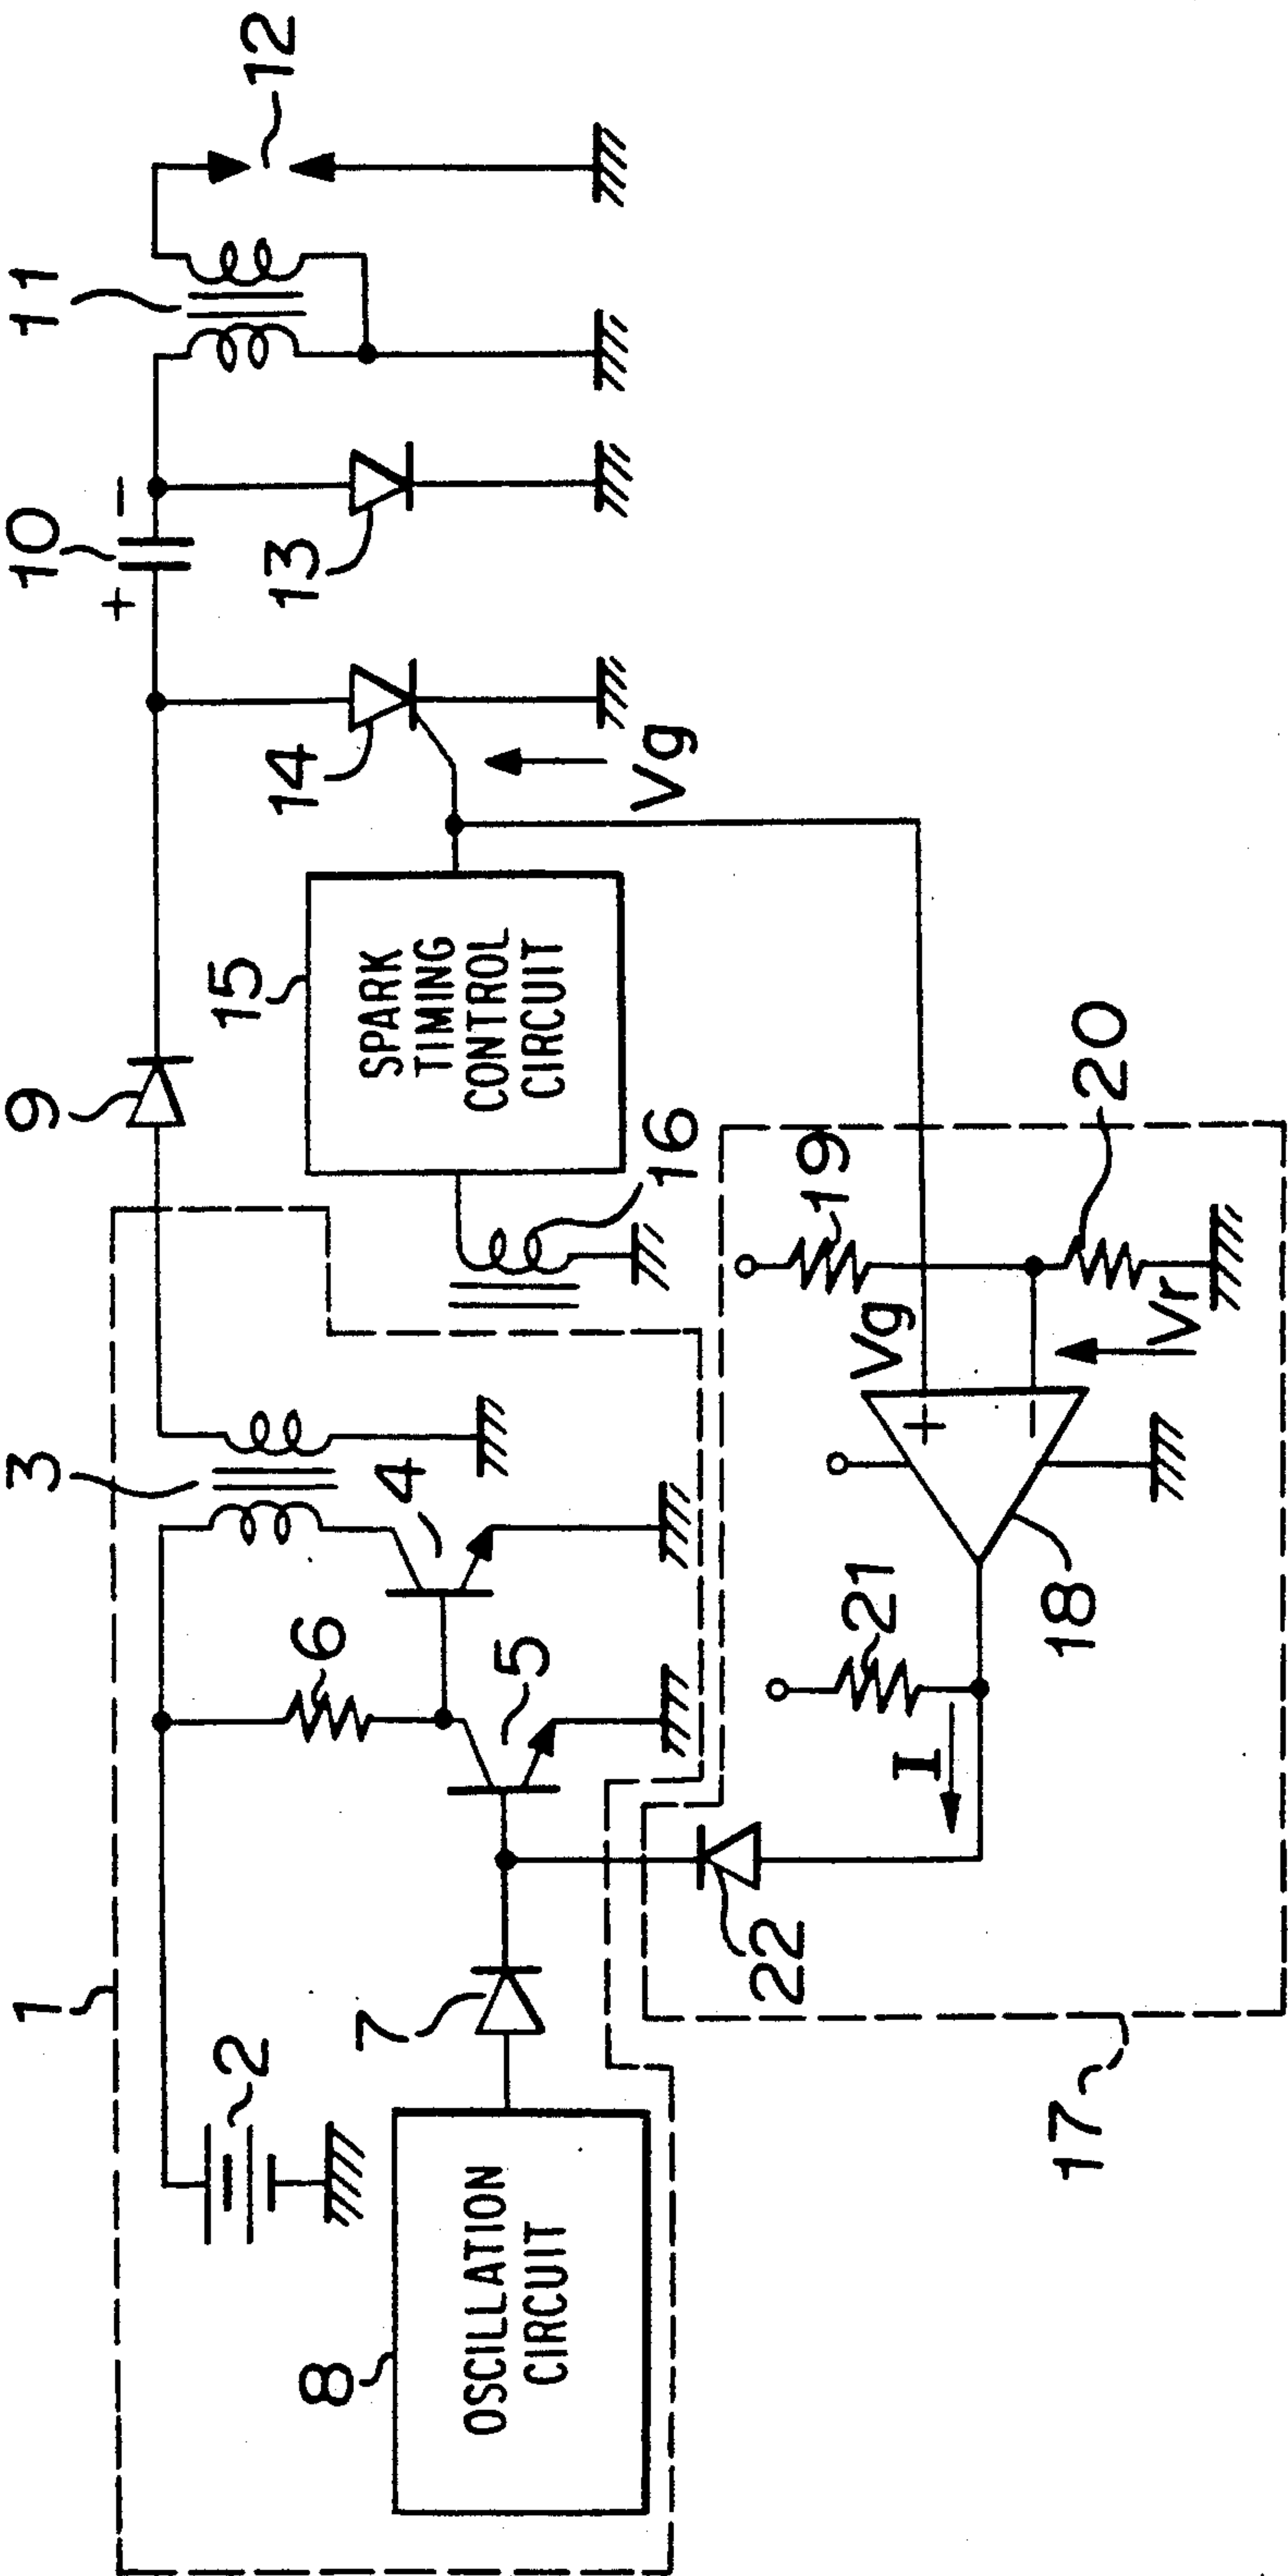 1
2
3
4
5
6
7
8
OSCILLATION
CIRCUIT
9
10
+
−
11
12
13
14
15
SPARK
TIMING
CONTROL
CIRCUIT
16
Vg
17
18
+
−
Vg
Vr
19
20
21
I
22